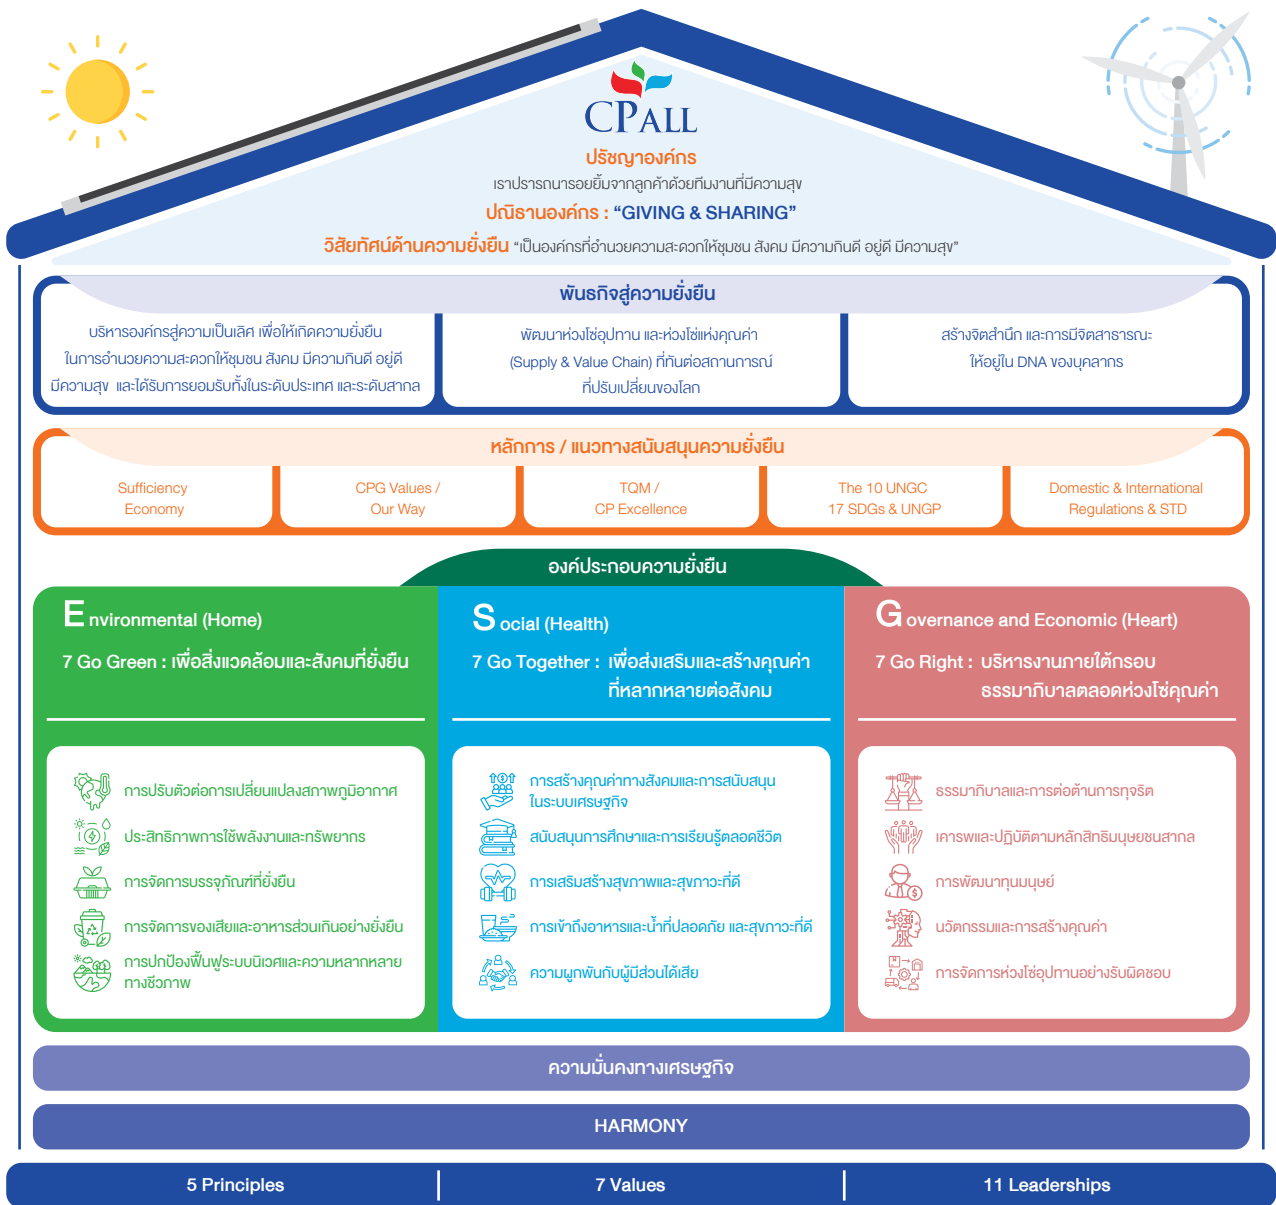 CPALL
ปรัชญาองค์กร
เราปรารถนารอยยิ้มจากลูกค้าด้วยทีมงานที่มีความสุข
ปณิธานองค์กร : “GIVING & SHARING”
วิสัยทัศน์ด้านความยั่งยืน “เป็นองค์กรที่อำนวยความสะดวกให้ชุมชน สังคม มีความกินดี อยู่ดี มีความสุข”
พันธกิจสู่ความยั่งยืน
บริหารองค์กรสู่ความเป็นเลิศ เพื่อให้เกิดความยั่งยืน
ในการอำนวยความสะดวกให้ชุมชน สังคม มีความกินดี อยู่ดี
มีความสุข และได้รับการยอมรับทั้งในระดับประเทศ และระดับสากล
พัฒนาห่วงโซ่อุปทาน และห่วงโซ่แห่งคุณค่า
(Supply & Value Chain) ที่ทันต่อสถานการณ์
ที่ปรับเปลี่ยนของโลก
สร้างจิตสำนึก และการมีจิตสาธารณะ
ให้อยู่ใน DNA ของบุคลากร
หลักการ / แนวทางสนับสนุนความยั่งยืน
Sufficiency
Economy
CPG Values /
Our Way
TQM /
CP Excellence
The 10 UNGC
17 SDGs & UNGP
Domestic & International
Regulations & STD
องค์ประกอบความยั่งยืน
Environmental (Home)
7 Go Green : เพื่อสิ่งแวดล้อมและสังคมที่ยั่งยืน
การปรับตัวต่อการเปลี่ยนแปลงสภาพภูมิอากาศ
ประสิทธิภาพการใช้พลังงานและทรัพยากร
การจัดการบรรจุภัณฑ์ที่ยั่งยืน
การจัดการของเสียและอาหารส่วนเกินอย่างยั่งยืน
การปกป้องฟื้นฟูระบบนิเวศและความหลากหลาย
ทางชีวภาพ
Social (Health)
7 Go Together : เพื่อส่งเสริมและสร้างคุณค่า
ที่หลากหลายต่อสังคม
การสร้างคุณค่าทางสังคมและการสนับสนุน
ในระบบเศรษฐกิจ
สนับสนุนการศึกษาและการเรียนรู้ตลอดชีวิต
การเสริมสร้างสุขภาพและสุขภาวะที่ดี
การเข้าถึงอาหารและน้ำที่ปลอดภัย และสุขภาวะที่ดี
ความผูกพันกับผู้มีส่วนได้เสีย
Governance and Economic (Heart)
7 Go Right : บริหารงานภายใต้กรอบ
ธรรมาภิบาลตลอดห่วงโซ่คุณค่า
ธรรมาภิบาลและการต่อต้านการทุจริต
เคารพและปฏิบัติตามหลักสิทธิมนุษยชนสากล
การพัฒนาทุนมนุษย์
นวัตกรรมและการสร้างคุณค่า
การจัดการห่วงโซ่อุปทานอย่างรับผิดชอบ
ความมั่นคงทางเศรษฐกิจ
HARMONY
5 Principles
7 Values
11 Leaderships